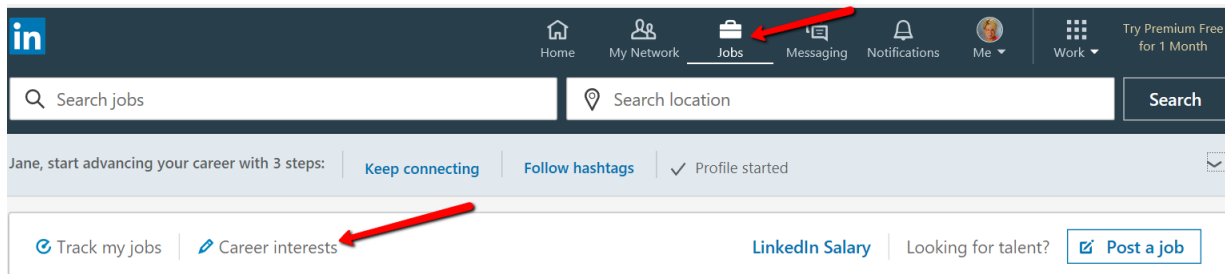 in
Home My Network Jobs Messaging Notifications Me Work Try Premium Free
for 1 Month
Search jobs Search location Search
Jane, start advancing your career with 3 steps: Keep connecting Follow hashtags Profile started
Track my jobs Career interests LinkedIn Salary Looking for talent? Post a job